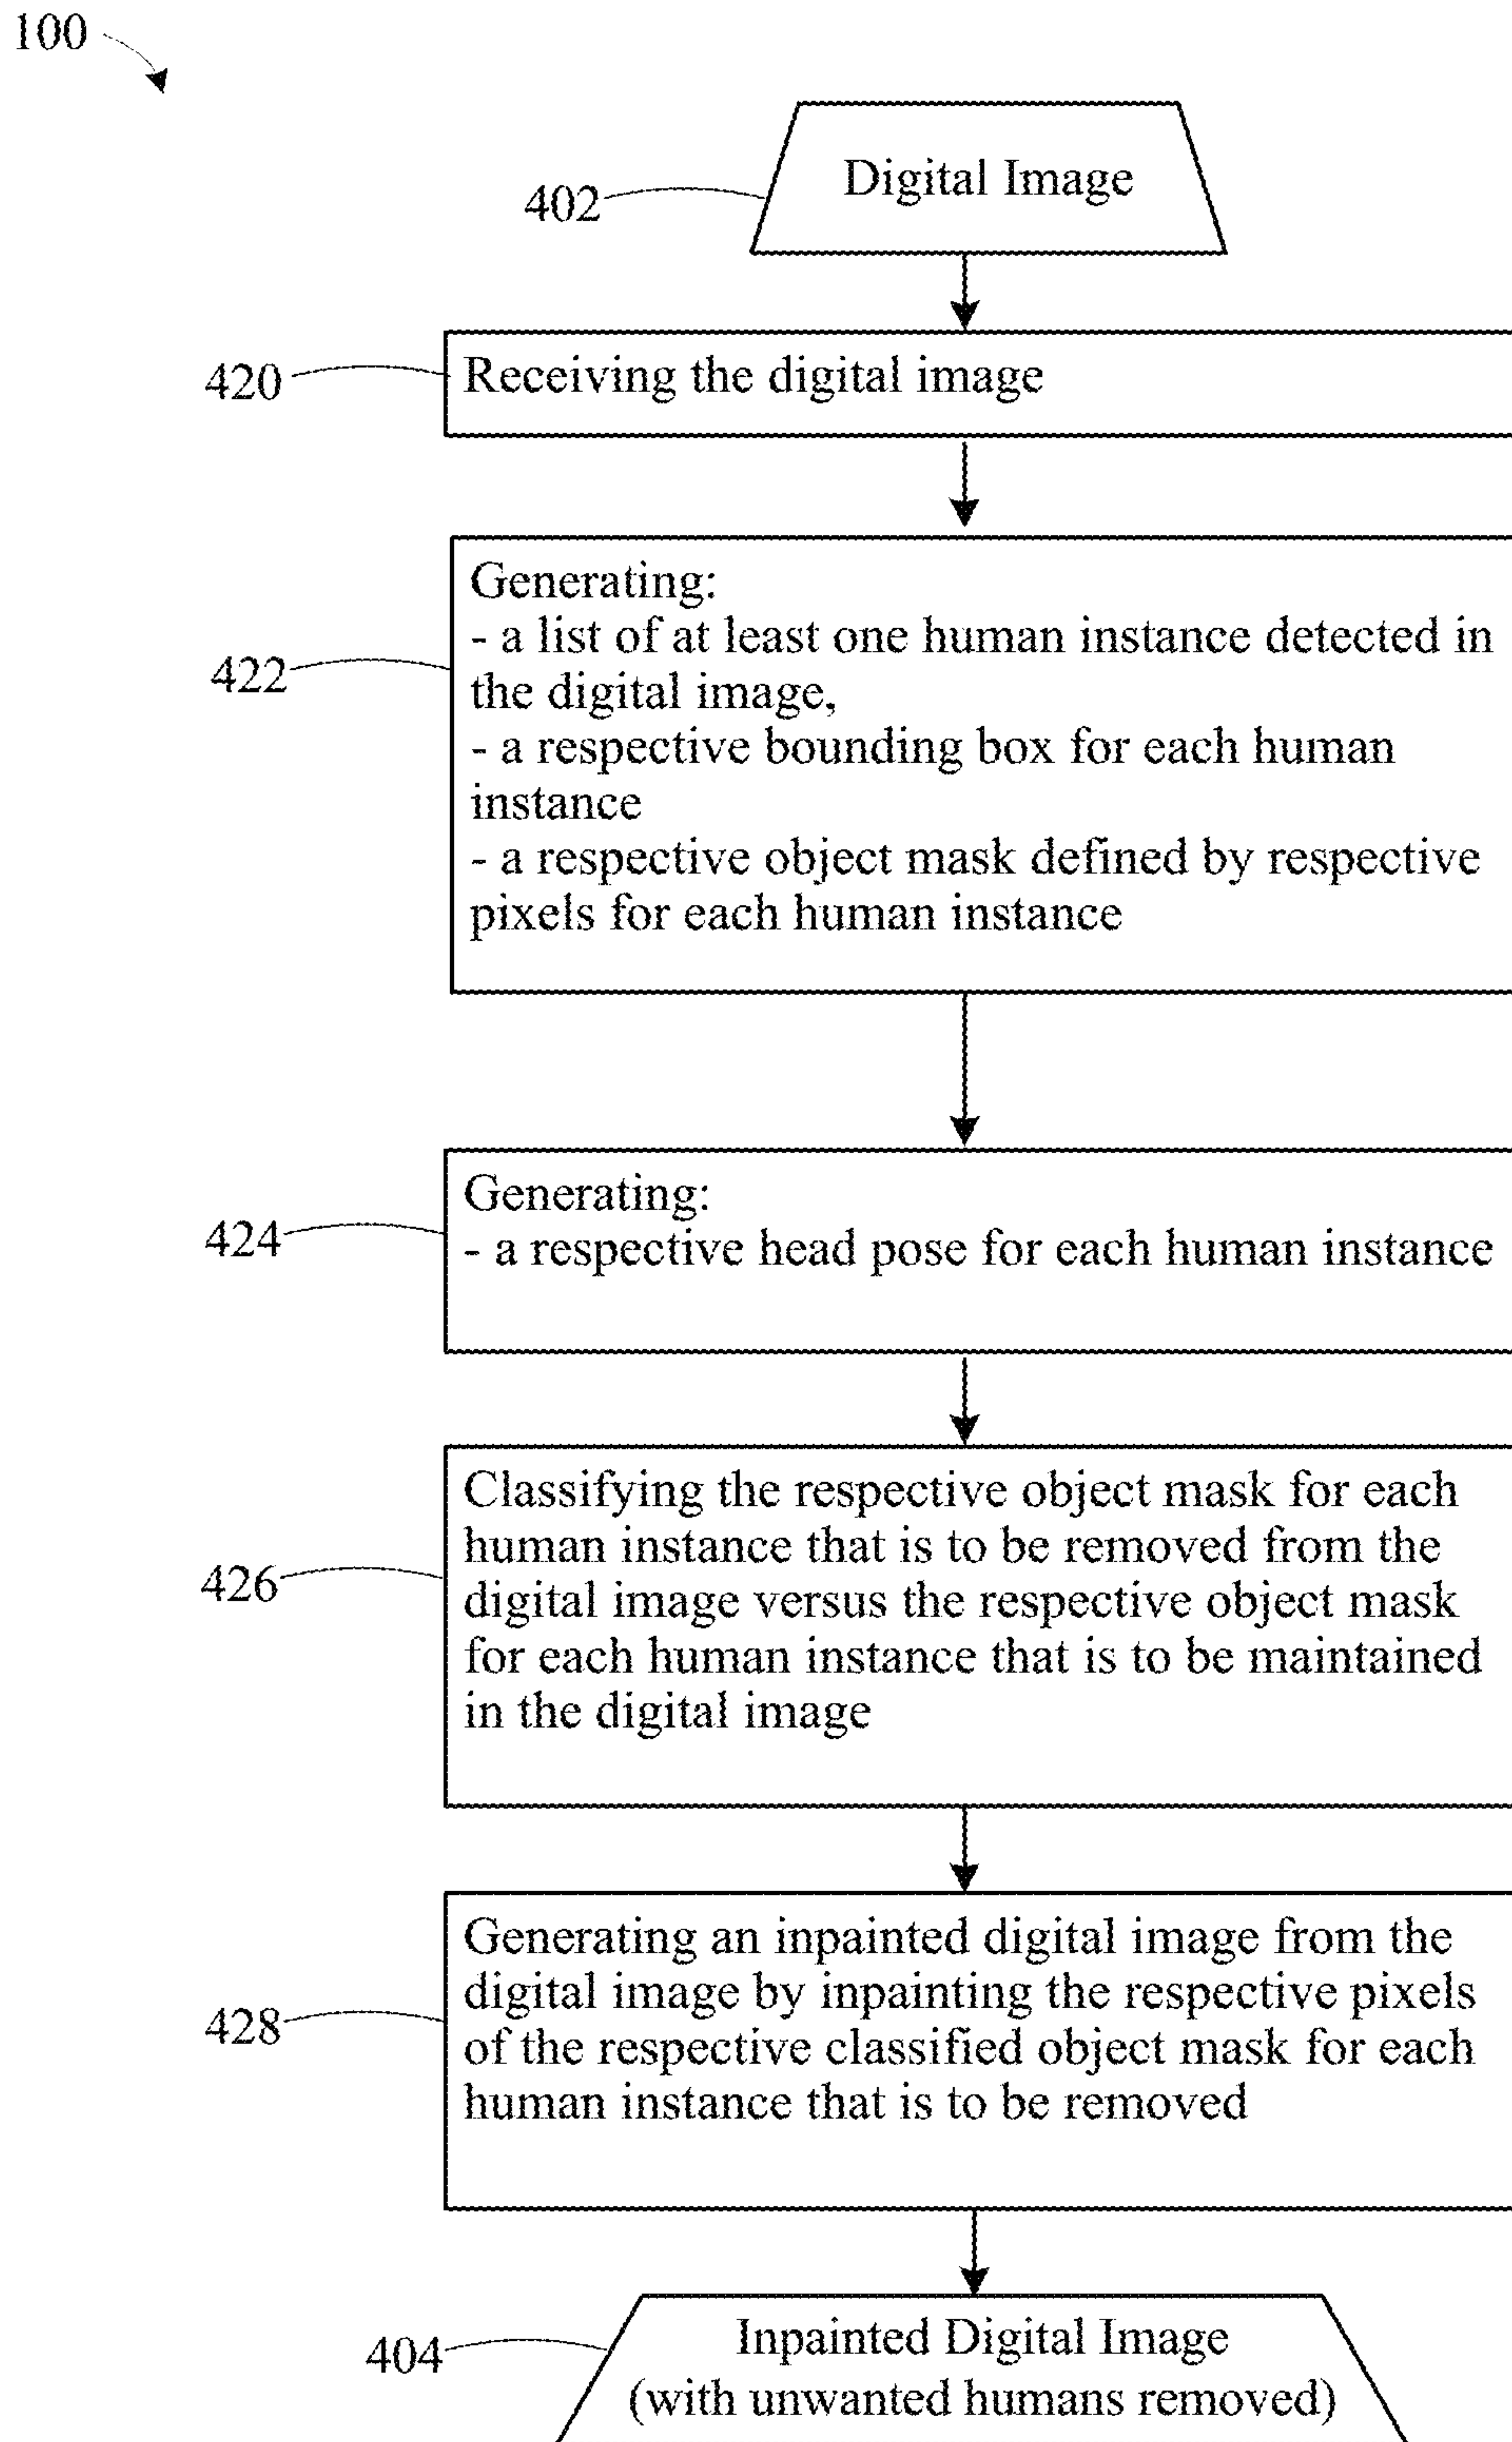 100
Digital Image
402
Receiving the digital image
420
Generating:
- a list of at least one human instance detected in
the digital image,
- a respective bounding box for each human
instance
- a respective object mask defined by respective
pixels for each human instance
422
Generating:
- a respective head pose for each human instance
424
Classifying the respective object mask for each
human instance that is to be removed from the
digital image versus the respective object mask
for each human instance that is to be maintained
in the digital image
426
Generating an inpainted digital image from the
digital image by inpainting the respective pixels
of the respective classified object mask for each
human instance that is to be removed
428
Inpainted Digital Image
(with unwanted humans removed)
404